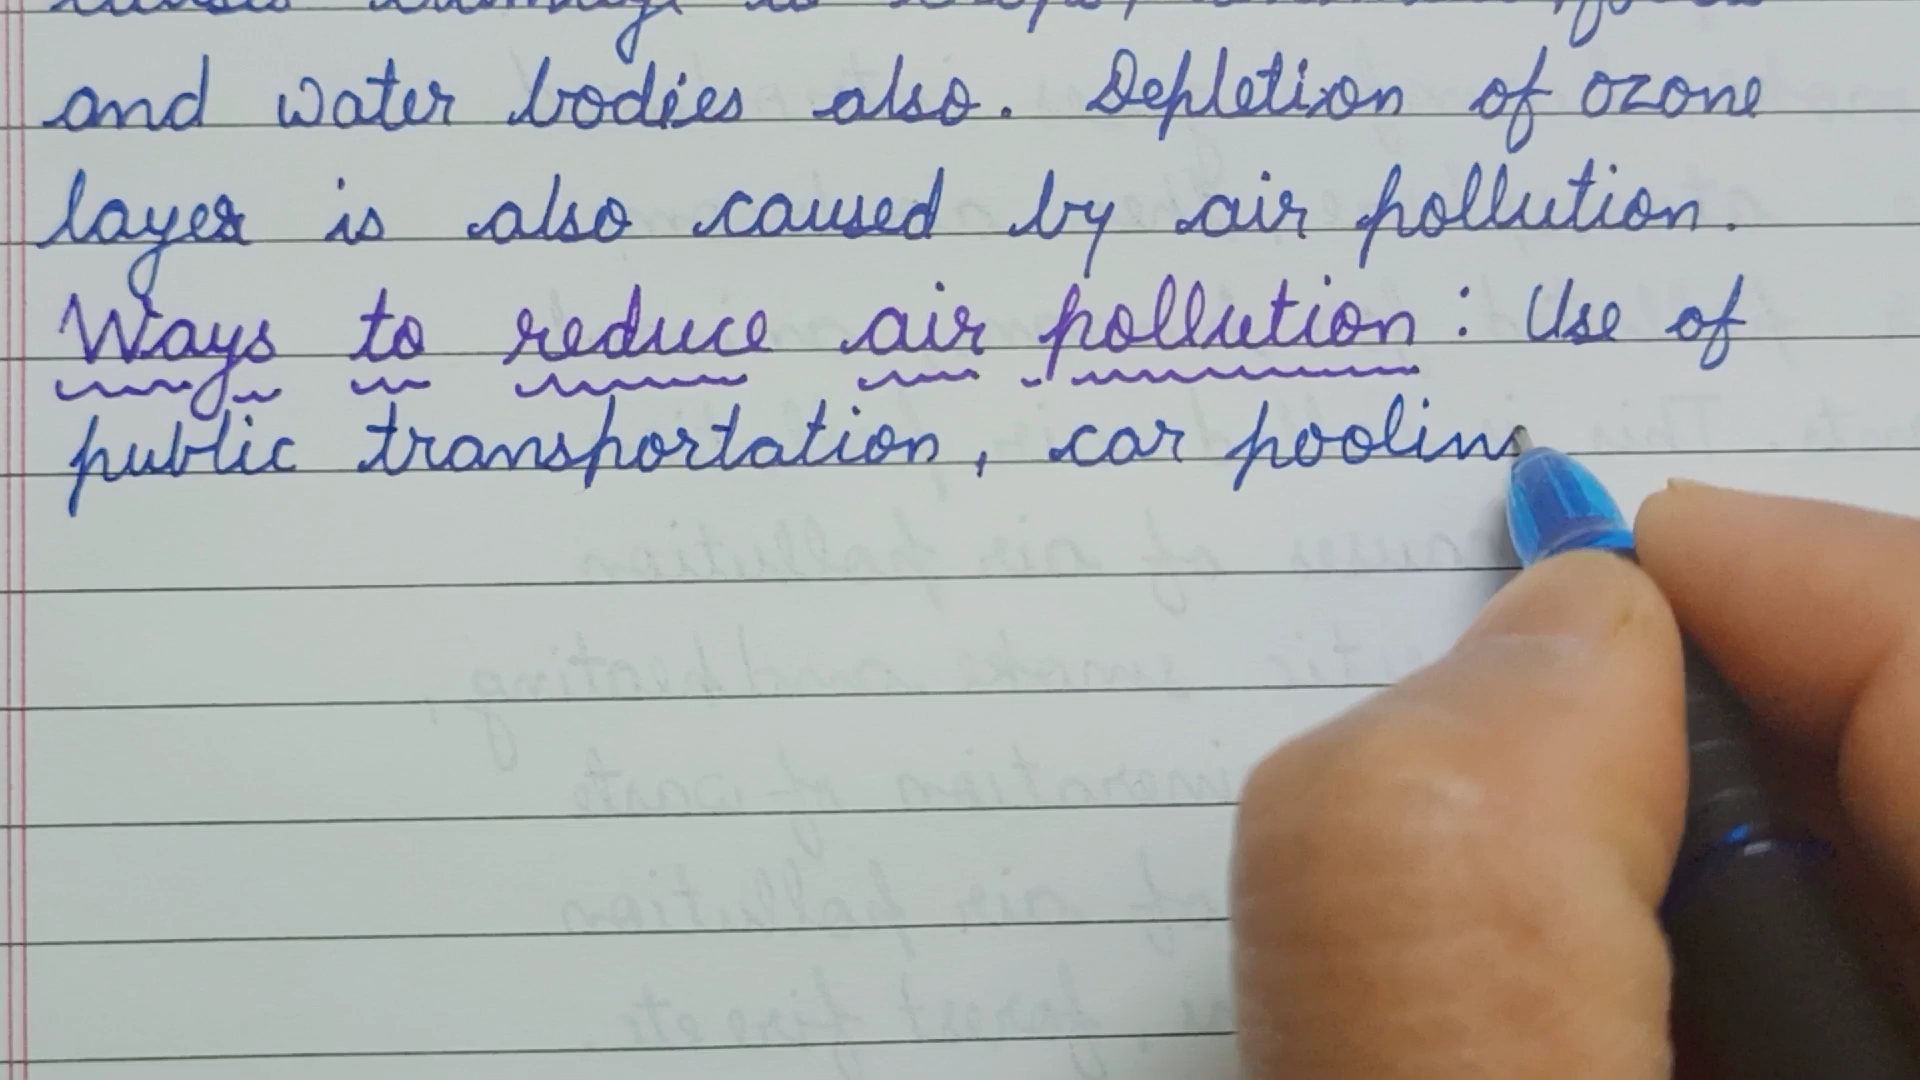 and water bodies also. Depletion of ozone
layer is also caused by air pollution.
Ways to reduce air pollution : Use of
public transportation, car poolin